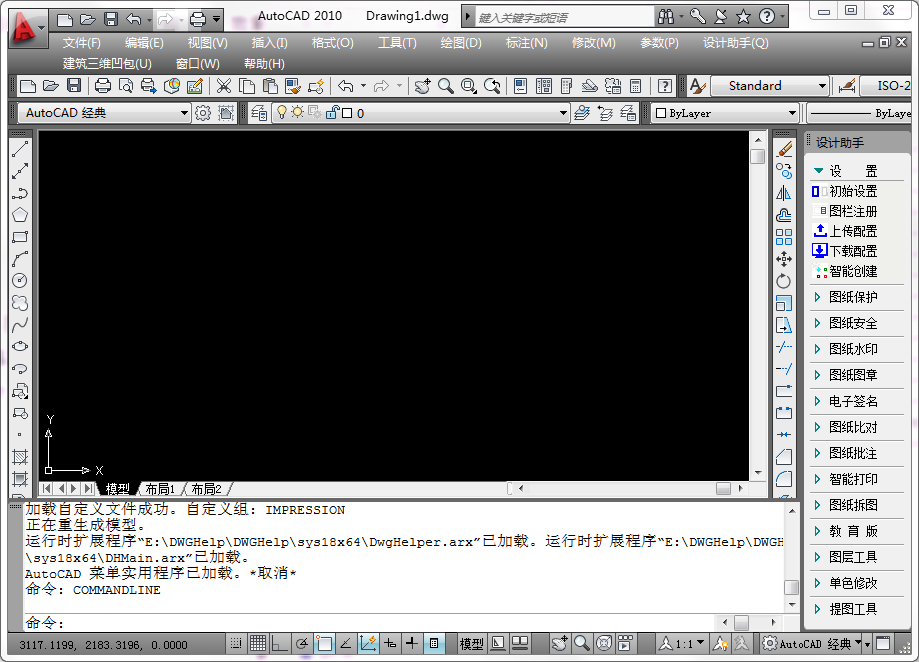 AutoCAD 2010 Drawing1.dwg 键入关键字或短语
文件(F) 编辑(E) 视图(V) 插入(I) 格式(O) 工具(T) 绘图(D) 标注(N) 修改(M) 参数(P) 设计助手(Q)
建筑三维凹包(U) 窗口(W) 帮助(H)
Standard ISO-2
AutoCAD 经典 0 ByLayer ByLaye
设计助手
设 置
初始设置
图栏注册
上传配置
下载配置
智能创建
图纸保护
图纸安全
图纸水印
图纸图章
电子签名
图纸比对
图纸批注
智能打印
图纸拆图
教 育 版
图层工具
单色修改
提图工具
Y
X
模型 布局1 布局2
加载自定义文件成功。自定义组: IMPRESSION
正在重生成模型。
运行时扩展程序“E:\DWGHelp\DWGHelp\sys18x64\DwgHelper.arx”已加载。运行时扩展程序“E:\DWGHelp\DWGH
\sys18x64\DHMain.arx”已加载。
AutoCAD 菜单实用程序已加载。*取消*
命令: COMMANDLINE
命令:
3117.1199, 2183.3196, 0.0000 模型 1:1 AutoCAD 经典